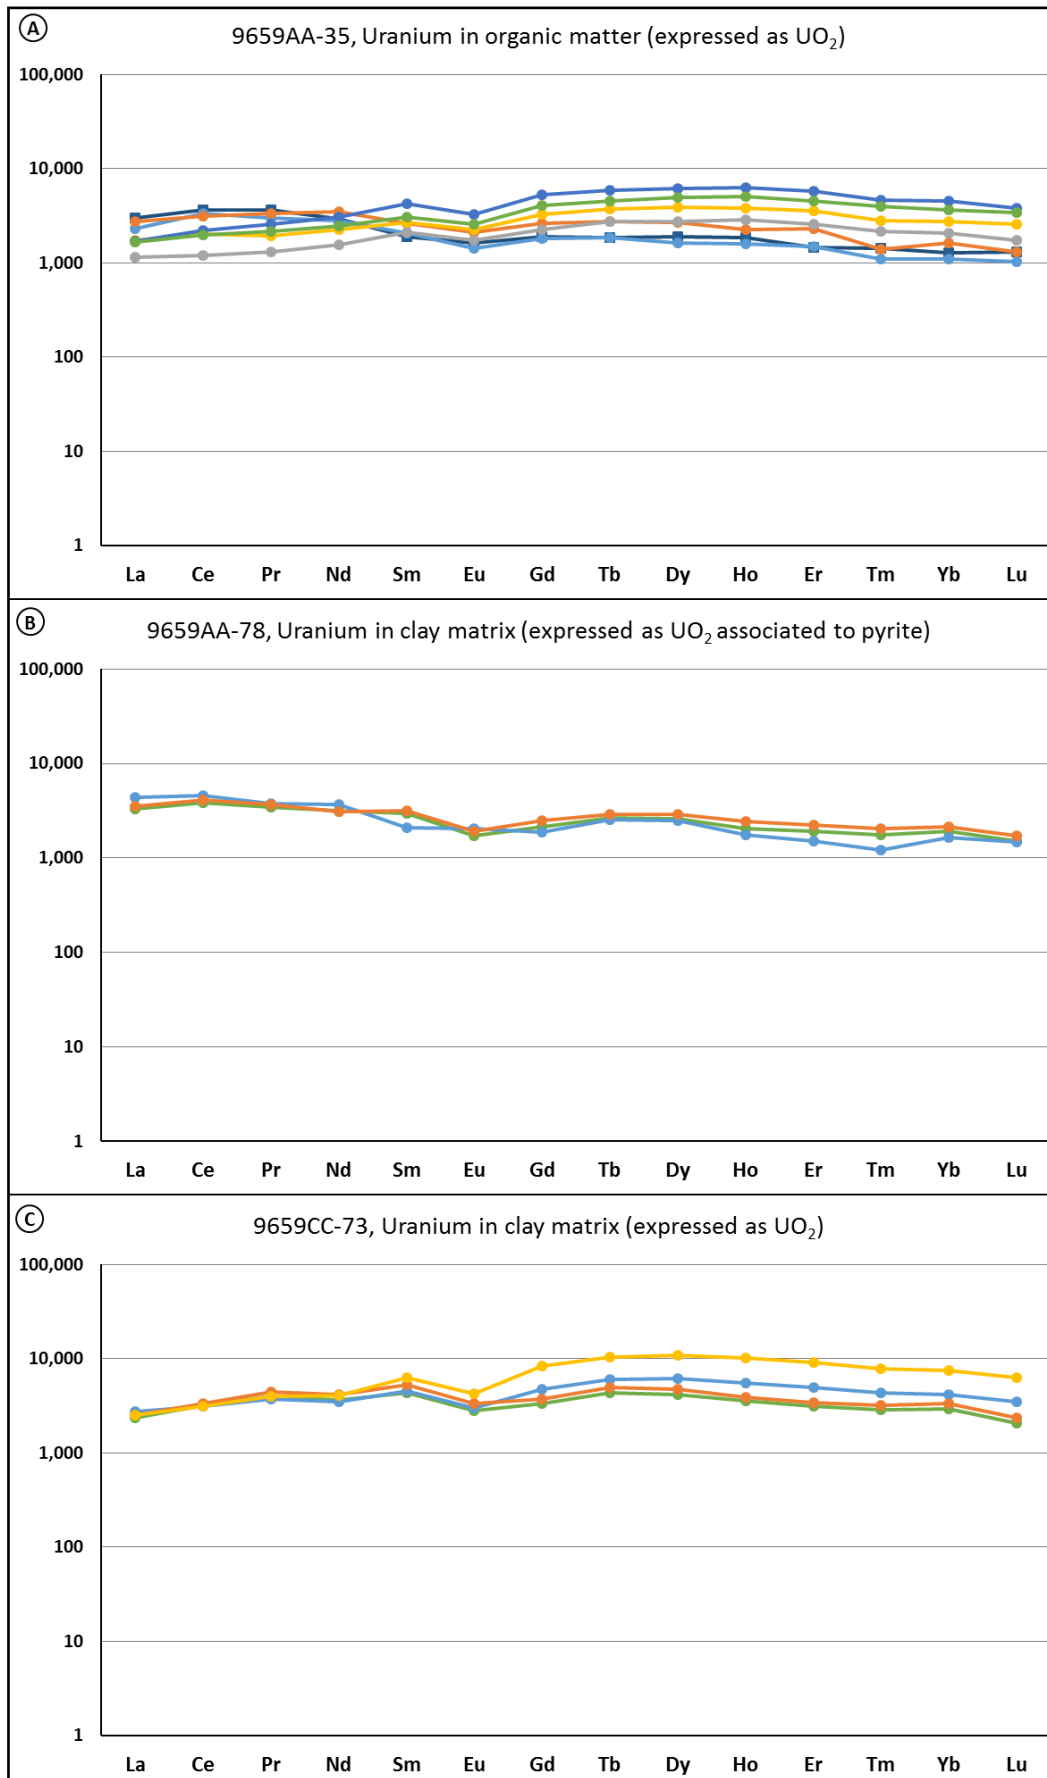 A
9659AA-35, Uranium in organic matter (expressed as UO₂)
100,000
10,000
1,000
100
10
1
La Ce Pr Nd Sm Eu Gd Tb Dy Ho Er Tm Yb Lu
B
9659AA-78, Uranium in clay matrix (expressed as UO₂ associated to pyrite)
100,000
10,000
1,000
100
10
1
La Ce Pr Nd Sm Eu Gd Tb Dy Ho Er Tm Yb Lu
C
9659CC-73, Uranium in clay matrix (expressed as UO₂)
100,000
10,000
1,000
100
10
1
La Ce Pr Nd Sm Eu Gd Tb Dy Ho Er Tm Yb Lu